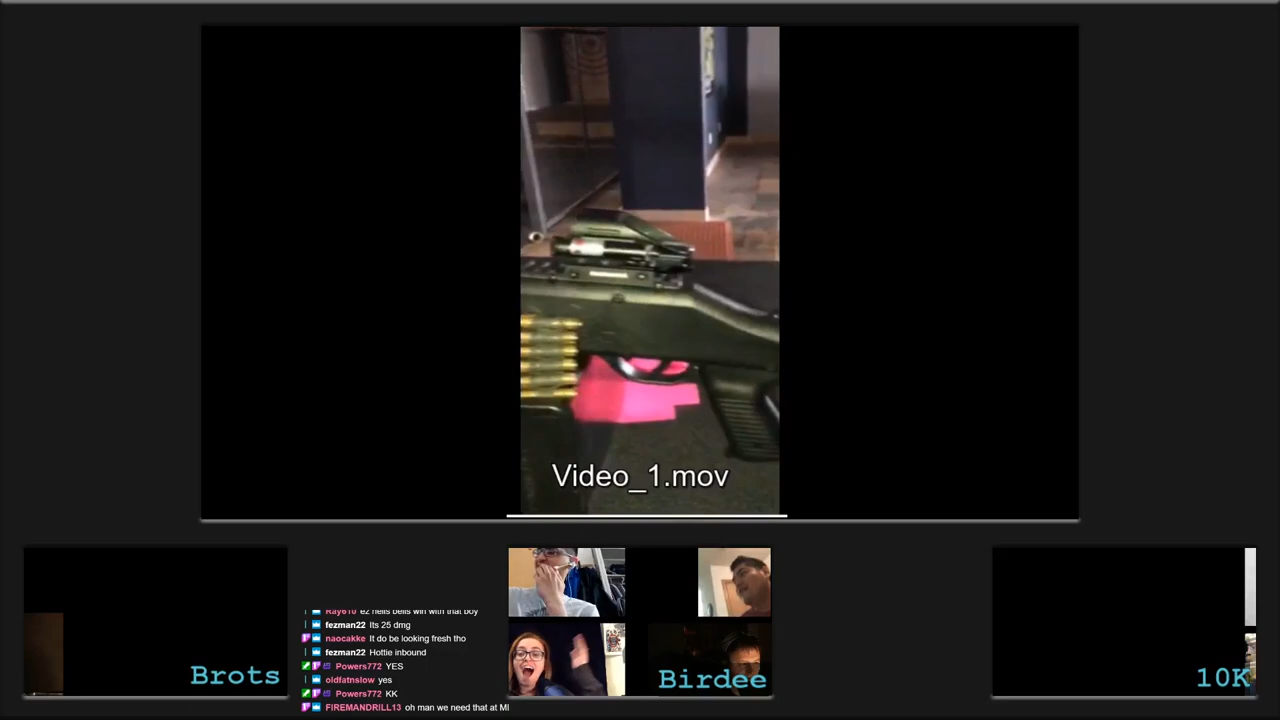 Video_1.mov
Brots
Ray610 ez hells bells win with that boy
fezman22 Its 25 dmg
naocakke It do be looking fresh tho
fezman22 Hottie inbound
Powers772 YES
oldfatnslow yes
Powers772 KK
FIREMANDRILL13 oh man we need that at MI
Birdee
10K